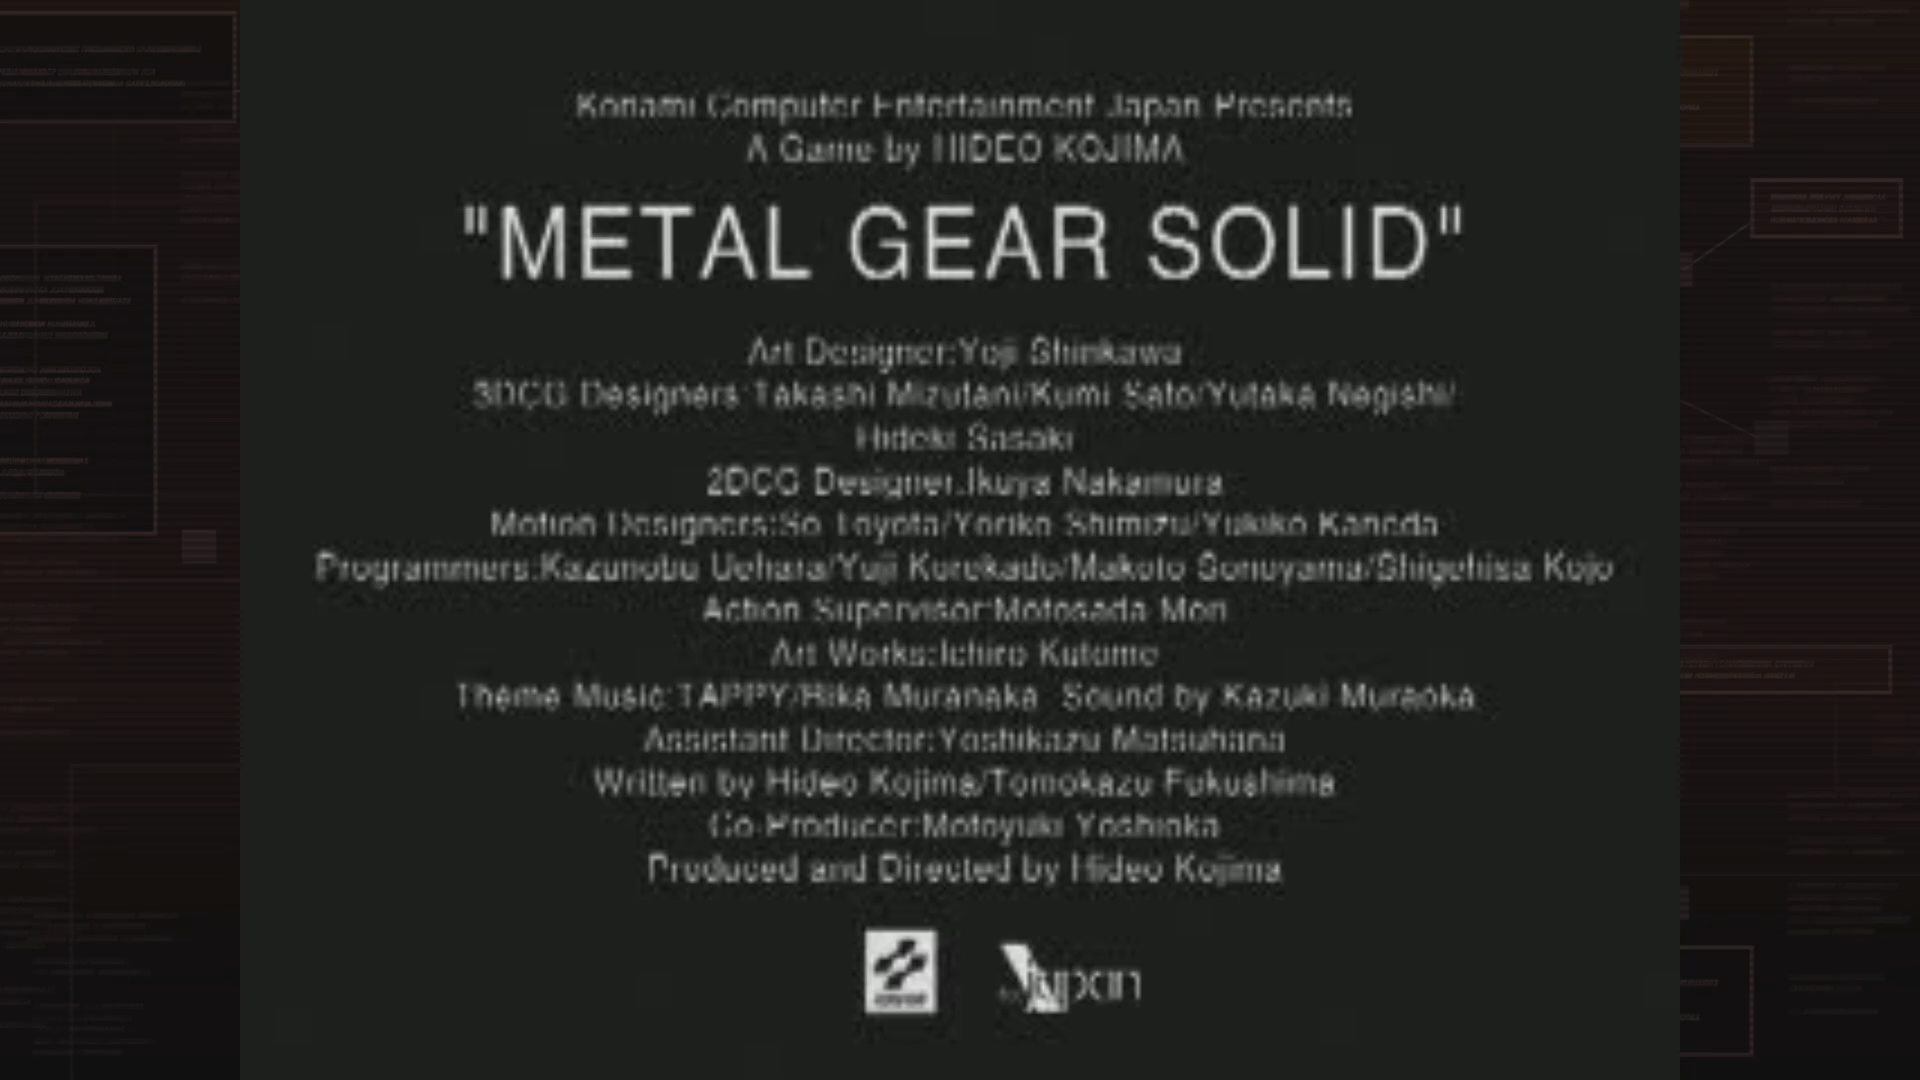 Konami Computer Entertainment Japan Presents
A Game by HIDEO KOJIMA
"METAL GEAR SOLID"
Art Designer:Yoji Shinkawa
3DCG Designers:Takashi Mizutani/Kumi Sato/Yutaka Negishi/
Hideki Sasaki
2DCG Designer:Ikuya Nakamura
Motion Designers:So Toyota/Yoriko Shimizu/Yukiko Kaneda
Programmers:Kazunobu Uehara/Yuji Korekado/Makoto Sonoyama/Shigehisa Kojo
Action Supervisor:Motosada Mori
Art Works:Ichiro Kutome
Theme Music:TAPPY/Rika Muranaka Sound by Kazuki Muraoka
Assistant Director:Yoshikazu Matsuhana
Written by Hideo Kojima/Tomokazu Fukushima
Co-Producer:Motoyuki Yoshioka
Produced and Directed by Hideo Kojima
KONAMI
Japan